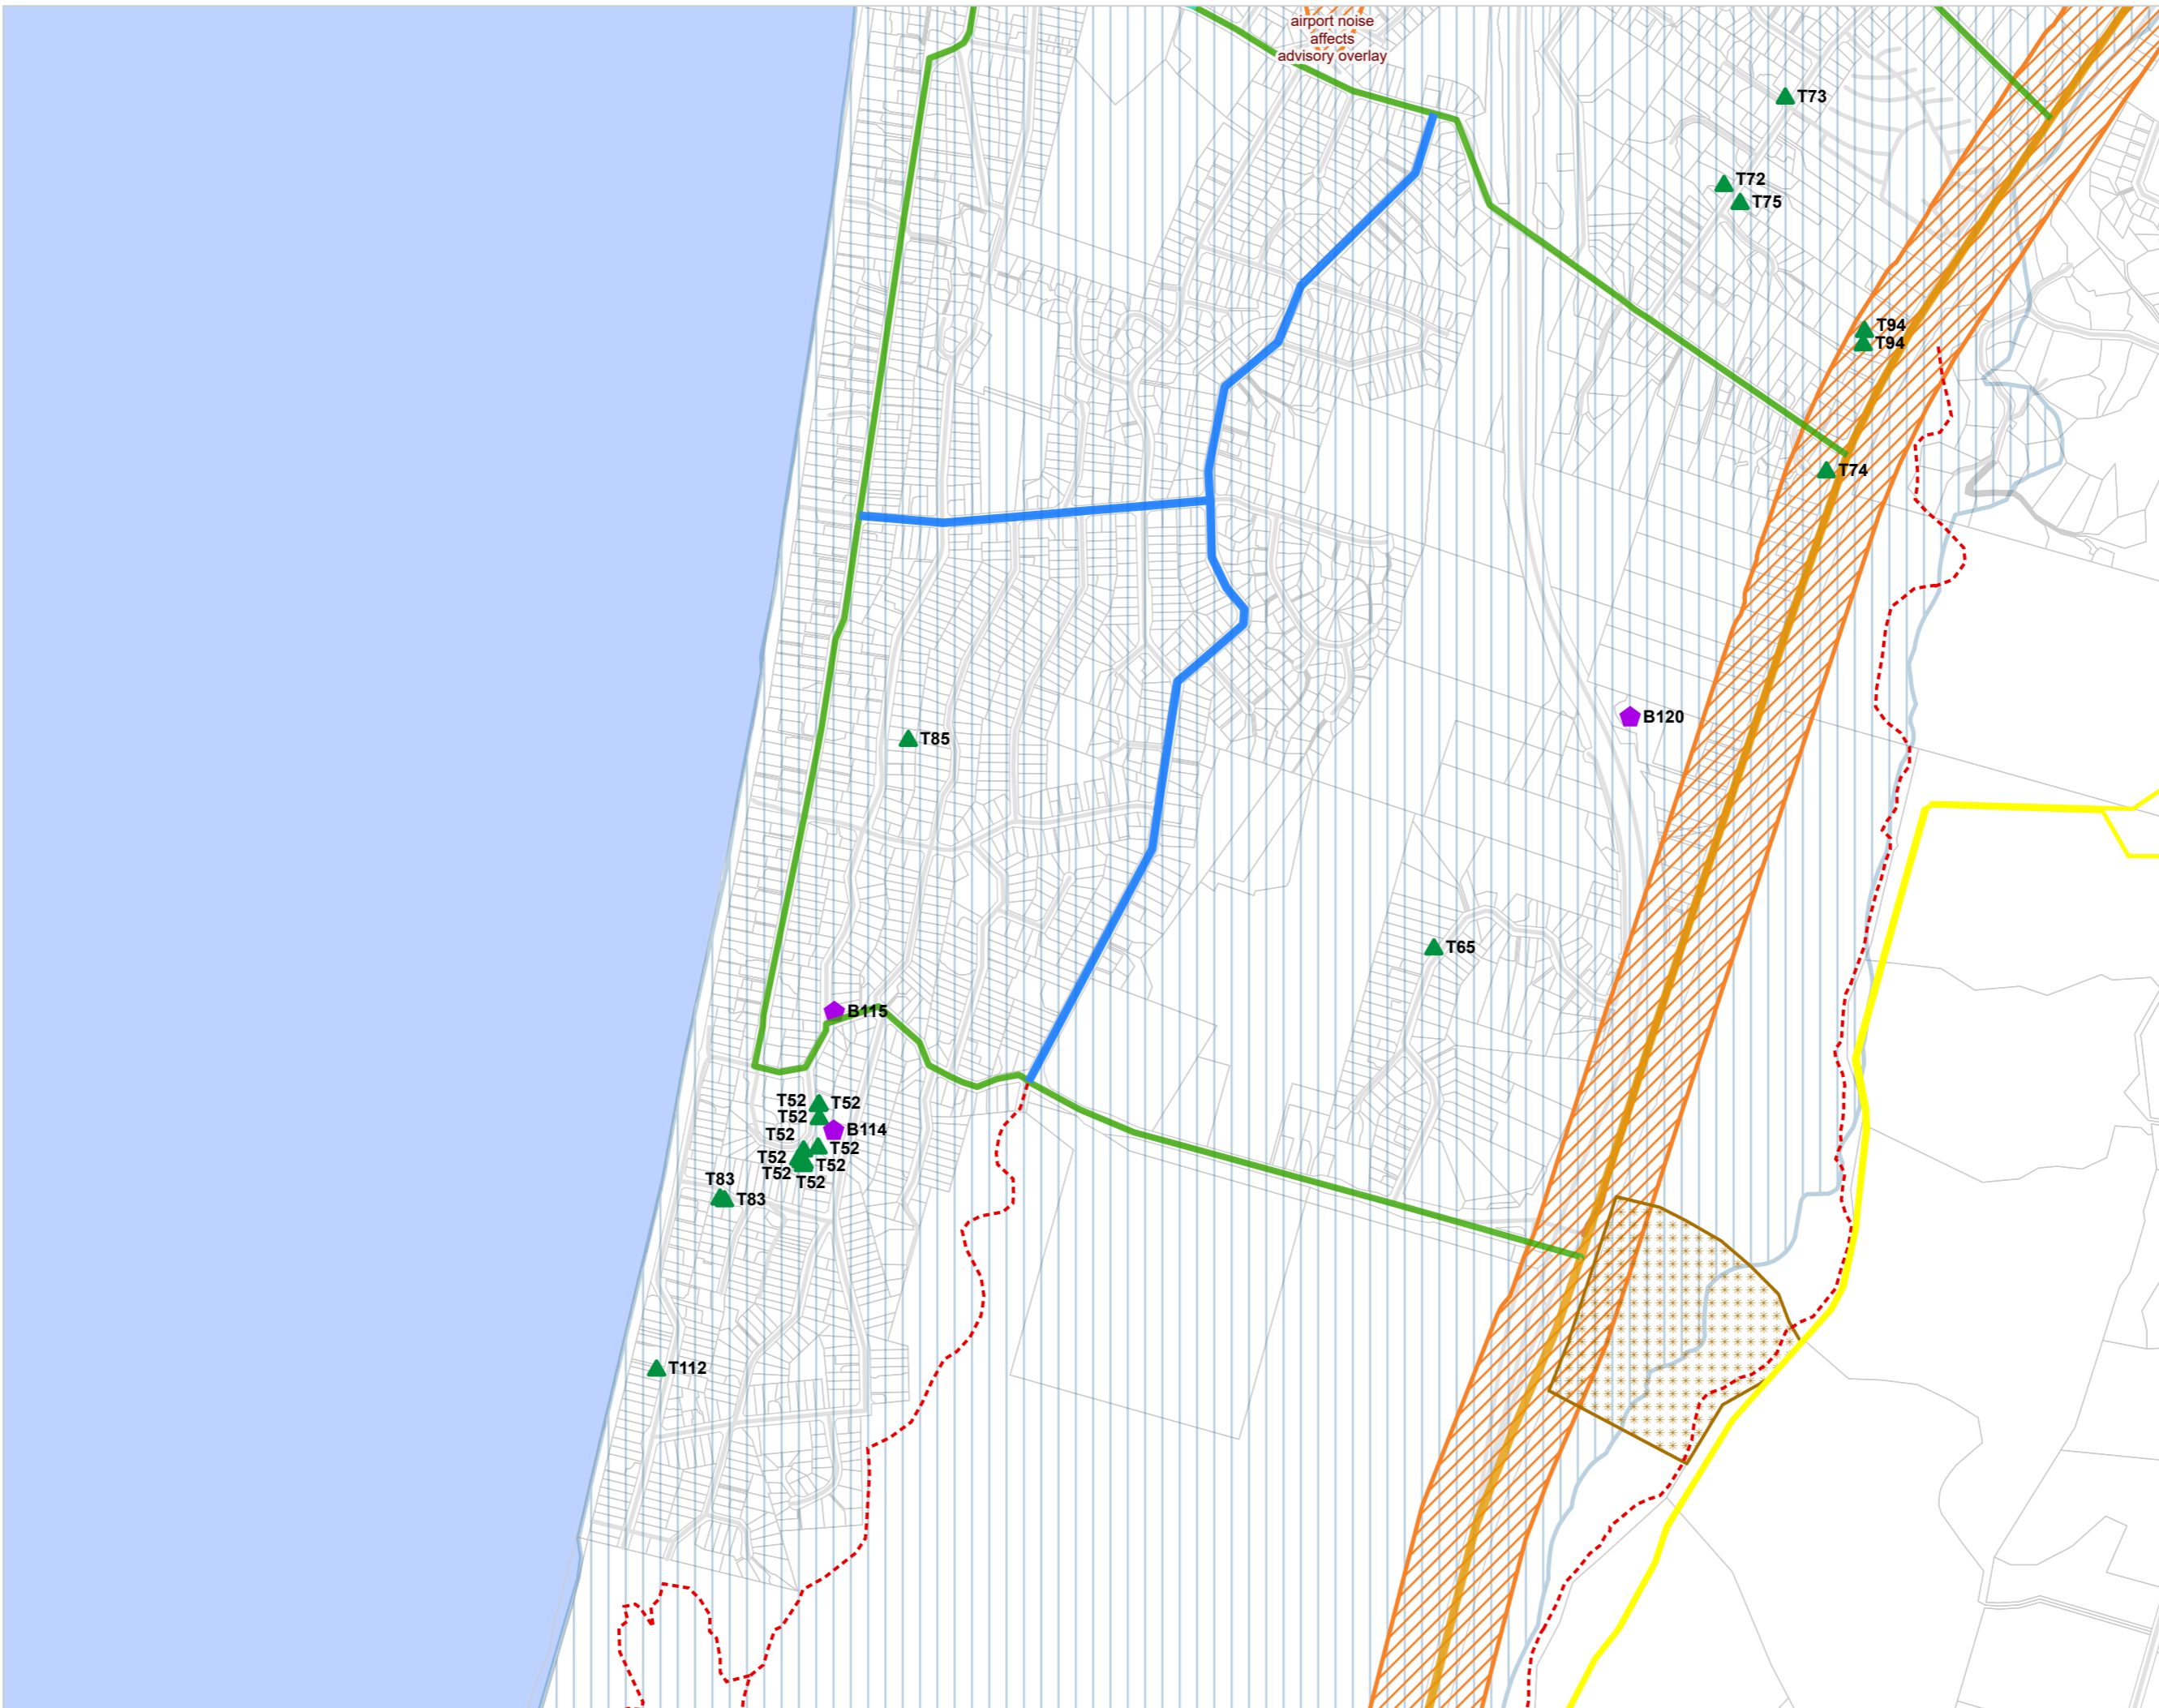 airport noise
affects
advisory overlay
T73
T72
T75
T94
T94
T74
B120
T85
T65
B115
T52
T52
T52
B114
T52
T52
T52
T52
T52
T52
T83
T83
T112